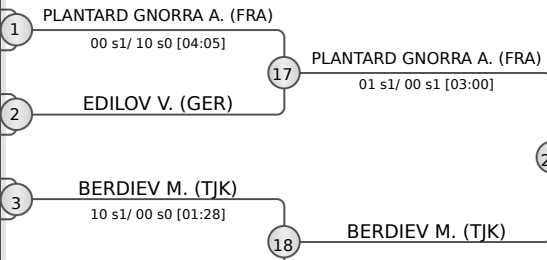 PLANTARD GNORRA A. (FRA)
1
00 s1/ 10 s0 [04:05]
PLANTARD GNORRA A. (FRA)
17
01 s1/ 00 s1 [03:00]
EDILOV V. (GER)
2
2
BERDIEV M. (TJK)
3
10 s1/ 00 s0 [01:28]
BERDIEV M. (TJK)
18